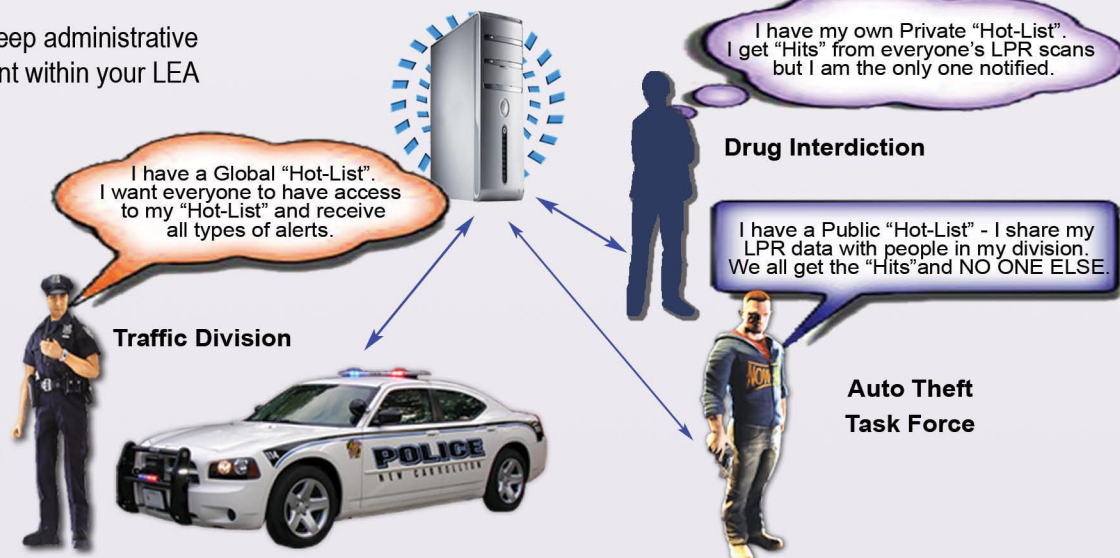 eep administrative
nt within your LEA
I have my own Private “Hot-List”.
I get “Hits” from everyone’s LPR scans
but I am the only one notified.
Drug Interdiction
I have a Global “Hot-List”.
I want everyone to have access
to my “Hot-List” and receive
all types of alerts.
I have a Public “Hot-List” - I share my
LPR data with people in my division.
We all get the “Hits”and NO ONE ELSE.
Traffic Division
Auto Theft
Task Force
POLICE
NEW CARROLLTON
NOW